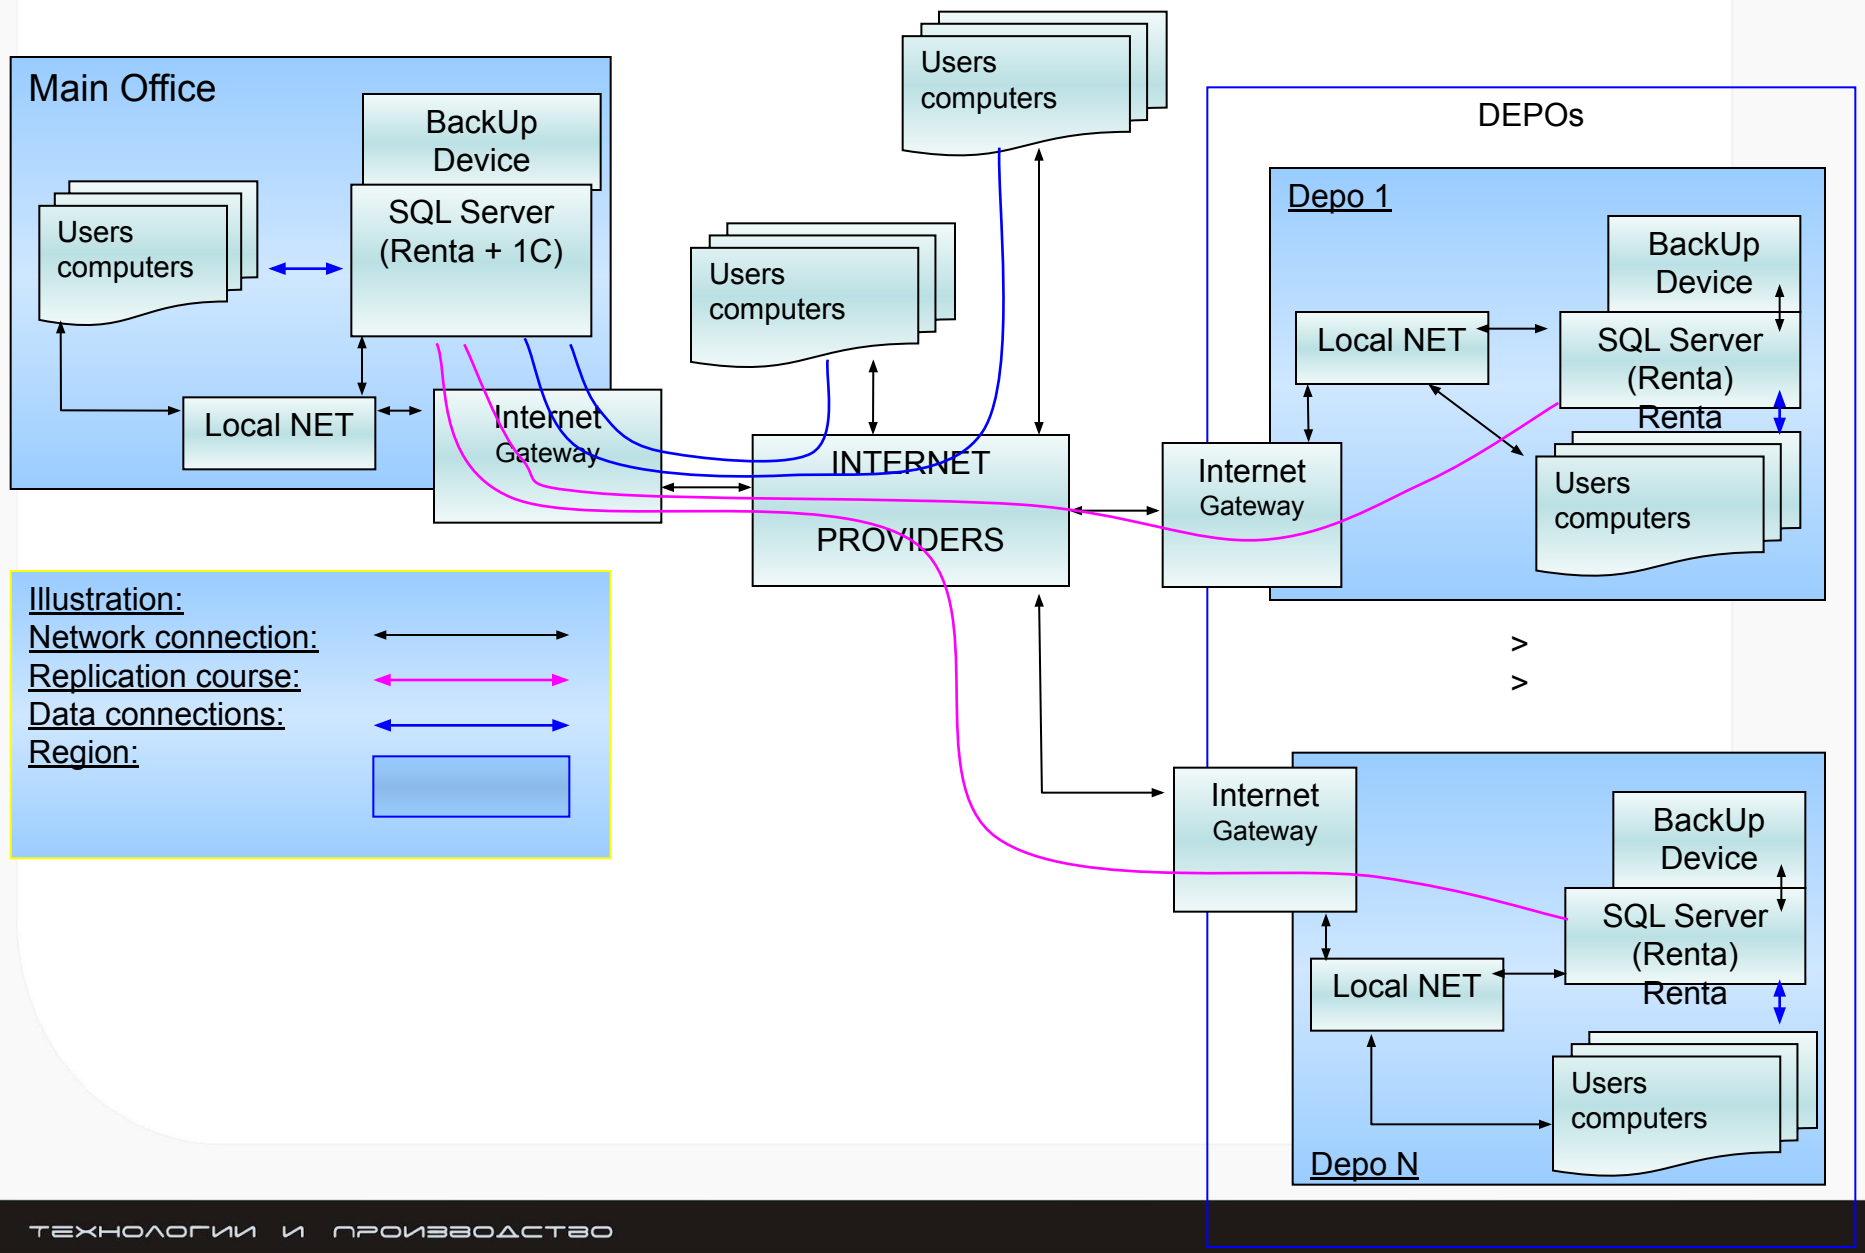 Main Office
BackUp
Device
SQL Server
(Renta + 1C)
Users
computers
Local NET
Internet
Gateway
Users
computers
Users
computers
INTERNET
PROVIDERS
DEPOs
Depo 1
BackUp
Device
Local NET
SQL Server
(Renta)
Renta
Internet
Gateway
Users
computers
>
>
Illustration:
Network connection:
Replication course:
Data connections:
Region:
Internet
Gateway
BackUp
Device
SQL Server
(Renta)
Renta
Local NET
Users
computers
Depo N
ТЕХНОЛОГИИ И ПРОИЗВОДСТВО